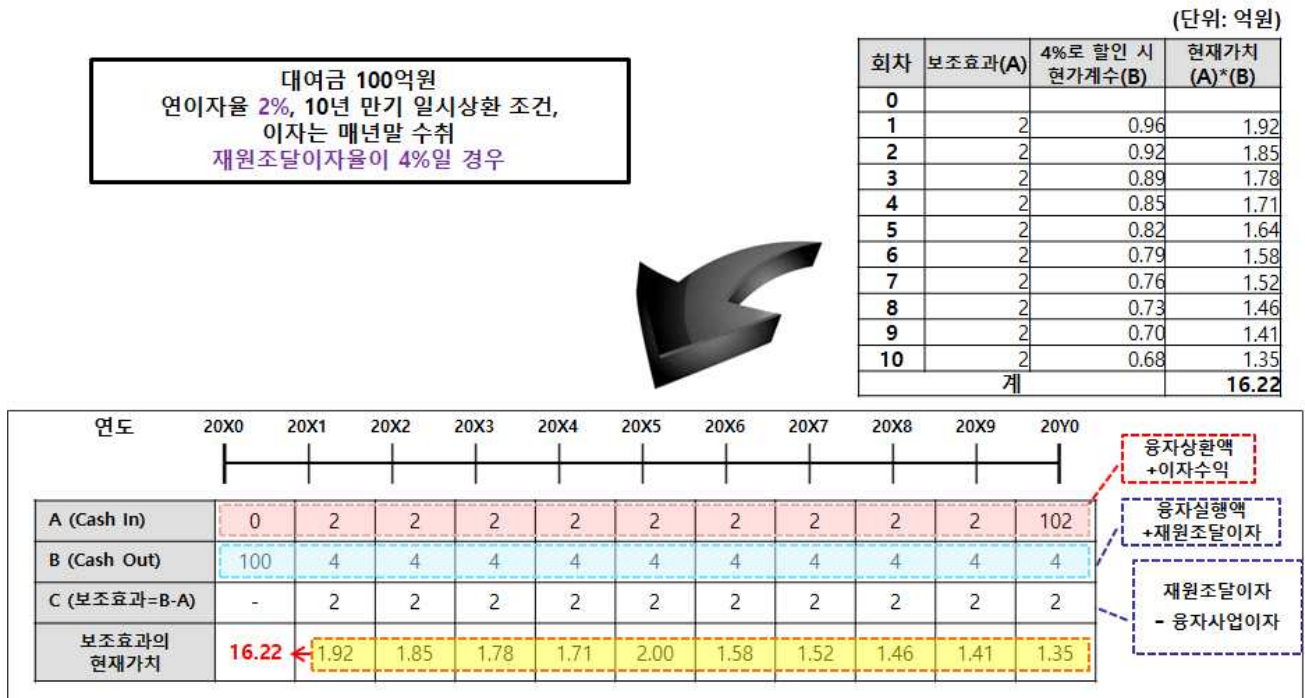 (단위: 억원)
대여금 100억원
연이자율 2%, 10년 만기 일시상환 조건,
이자는 매년말 수취
재원조달이자율이 4%일 경우
회차 보조효과(A) 4%로 할인 시 현가계수(B) 현재가치 (A)*(B)
0
1 2 0.96 1.92
2 2 0.92 1.85
3 2 0.89 1.78
4 2 0.85 1.71
5 2 0.82 1.64
6 2 0.79 1.58
7 2 0.76 1.52
8 2 0.73 1.46
9 2 0.70 1.41
10 2 0.68 1.35
계 16.22
연도 20X0 20X1 20X2 20X3 20X4 20X5 20X6 20X7 20X8 20X9 20Y0
융자상환액
+이자수익
A (Cash In) 0 2 2 2 2 2 2 2 2 2 102
융자실행액
+재원조달이자
B (Cash Out) 100 4 4 4 4 4 4 4 4 4 4
C (보조효과=B-A) - 2 2 2 2 2 2 2 2 2 2
재원조달이자
- 융자사업이자
보조효과의
현재가치 16.22 1.92 1.85 1.78 1.71 2.00 1.58 1.52 1.46 1.41 1.35